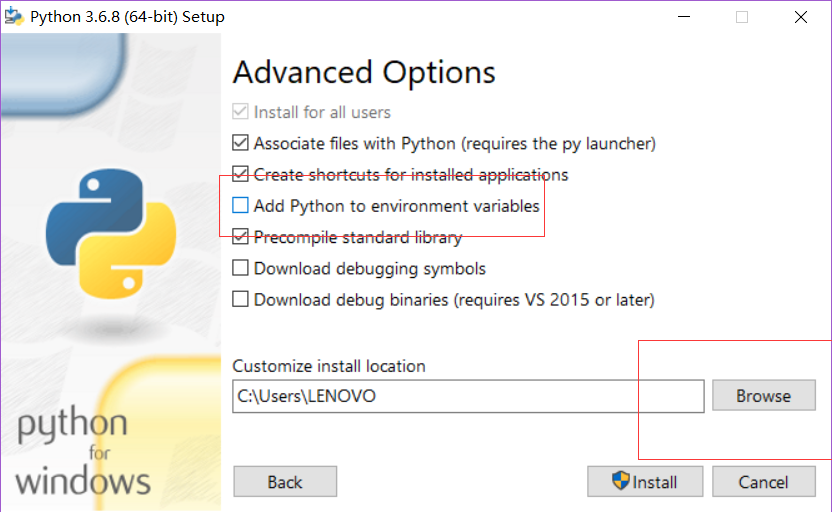 Python 3.6.8 (64-bit) Setup
Advanced Options
Install for all users
Associate files with Python (requires the py launcher)
Create shortcuts for installed applications
Add Python to environment variables
Precompile standard library
Download debugging symbols
Download debug binaries (requires VS 2015 or later)
Customize install location
C:\Users\LENOVO
Browse
python
for
windows
Back
Install
Cancel